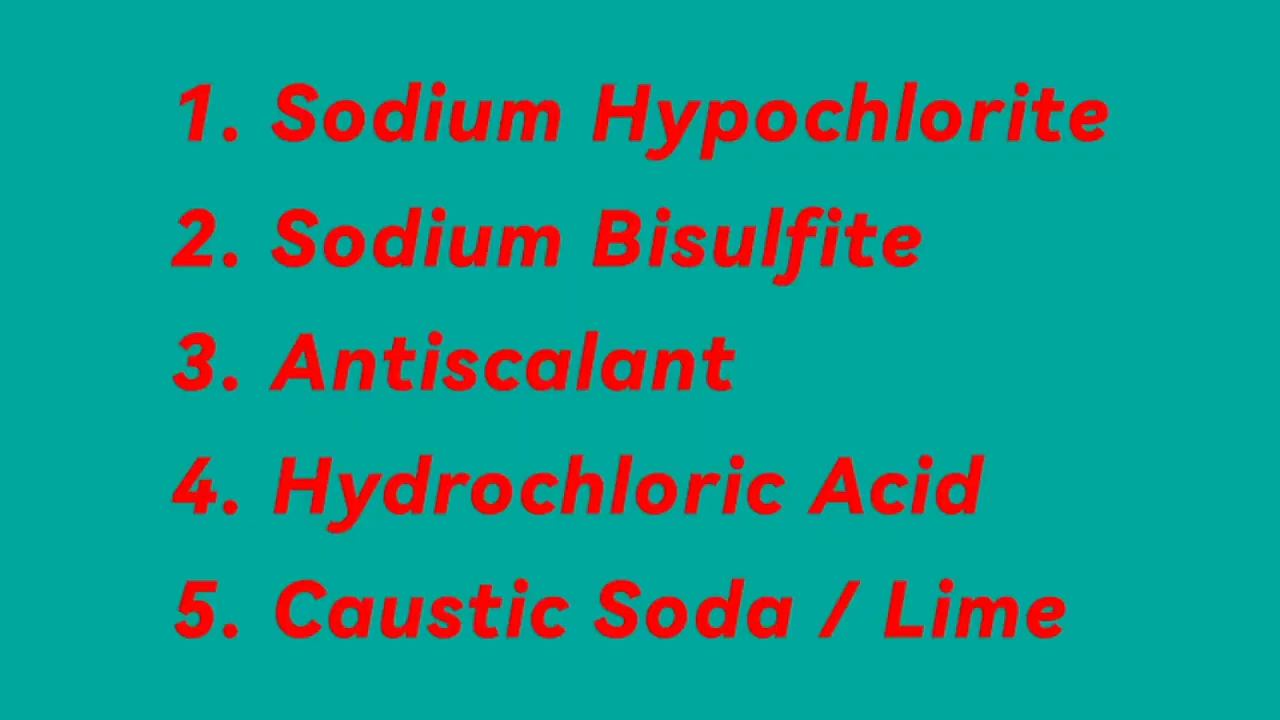 1. Sodium Hypochlorite
2. Sodium Bisulfite
3. Antiscalant
4. Hydrochloric Acid
5. Caustic Soda / Lime